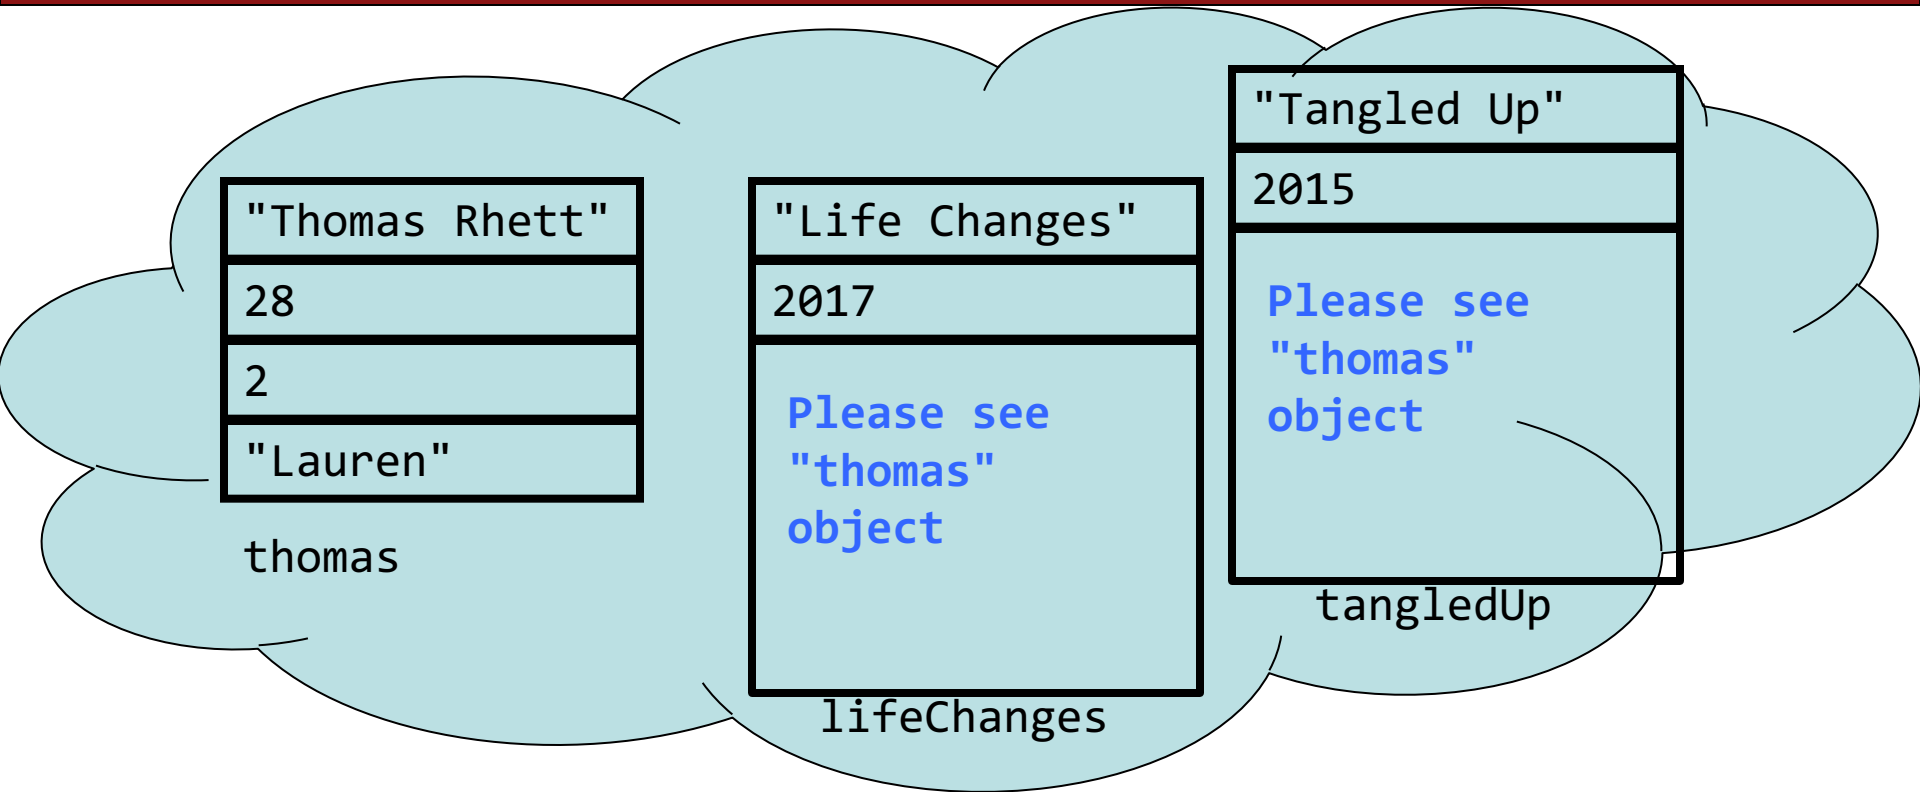 "Thomas Rhett"
28
2
"Lauren"
thomas
"Life Changes"
2017
Please see
"thomas"
object
lifeChanges
"Tangled Up"
2015
Please see
"thomas"
object
tangledUp